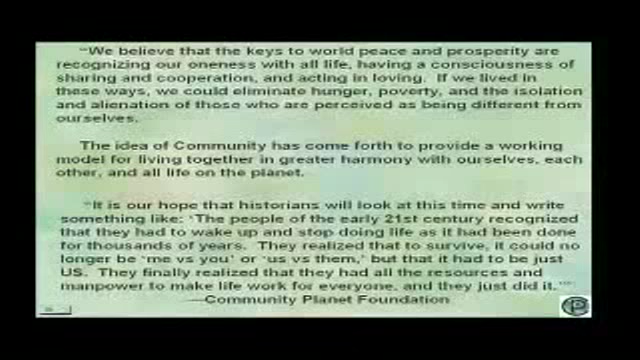 "We believe that the keys to world peace and prosperity are
recognizing our oneness with all life, having a consciousness of
sharing and cooperation, and acting in loving.  If we lived in
these ways, we could eliminate hunger, poverty, and the isolation
and alienation of those who are perceived as being different from
ourselves.
The idea of Community has come forth to provide a working
model for living together in greater harmony with ourselves, each
other, and all life on the planet.
"It is our hope that historians will look at this time and write
something like: 'The people of the early 21st century recognized
that they had to wake up and stop doing life as it had been done
for thousands of years.  They realized that to survive, it could no
longer be 'me vs you' or 'us vs them,' but that it had to be just
US.  They finally realized that they had all the resources and
manpower to make life work for everyone, and they just did it.'"
—Community Planet Foundation